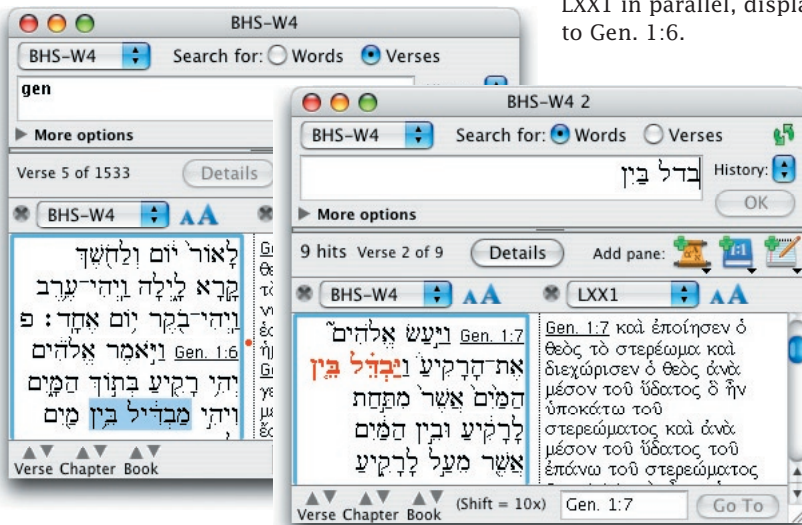 LXX1 in parallel, displa
to Gen. 1:6.
BHS-W4
BHS-W4 Search for: Words Verses
gen
More options
Verse 5 of 1533 Details
BHS-W4 AA
לָאוֹר֙ י֔וֹם וְלַחֹ֖שֶׁךְ
קָ֣רָא לָ֑יְלָה וַֽיְהִי־עֶ֥רֶב
וַֽיְהִי־בֹ֖קֶר י֥וֹם אֶחָֽד׃ פ
Gen. 1:6 וַיֹּ֣אמֶר אֱלֹהִ֔ים
יְהִ֥י רָקִ֖יעַ בְּת֣וֹךְ הַמָּ֑יִם
וִיהִ֣י מַבְדִּ֔יל בֵּ֥ין מַ֖יִם
Verse Chapter Book
BHS-W4 2
BHS-W4 Search for: Words Verses
בדל בַּיִן History:
OK
More options
9 hits Verse 2 of 9 Details Add pane:
BHS-W4 AA
Gen. 1:7 וַיַּ֣עַשׂ אֱלֹהִים֮
אֶת־הָרָקִיעַ֒ וַיַּבְדֵּ֗ל בֵּ֤ין
הַמַּ֙יִם֙ אֲשֶׁר֙ מִתַּ֣חַת
לָרָקִ֔יעַ וּבֵ֣ין הַמַּ֔יִם
אֲשֶׁ֖ר מֵעַ֣ל לָרָקִ֑יעַ
LXX1 AA
Gen. 1:7 καὶ ἐποίησεν ὁ
θεὸς τὸ στερέωμα καὶ
διεχώρισεν ὁ θεὸς ἀνὰ
μέσον τοῦ ὕδατος ὃ ἦν
ὑποκάτω τοῦ
στερεώματος καὶ ἀνὰ
μέσον τοῦ ὕδατος τοῦ
ἐπάνω τοῦ στερεώματος
Verse Chapter Book (Shift = 10x) Gen. 1:7 Go To